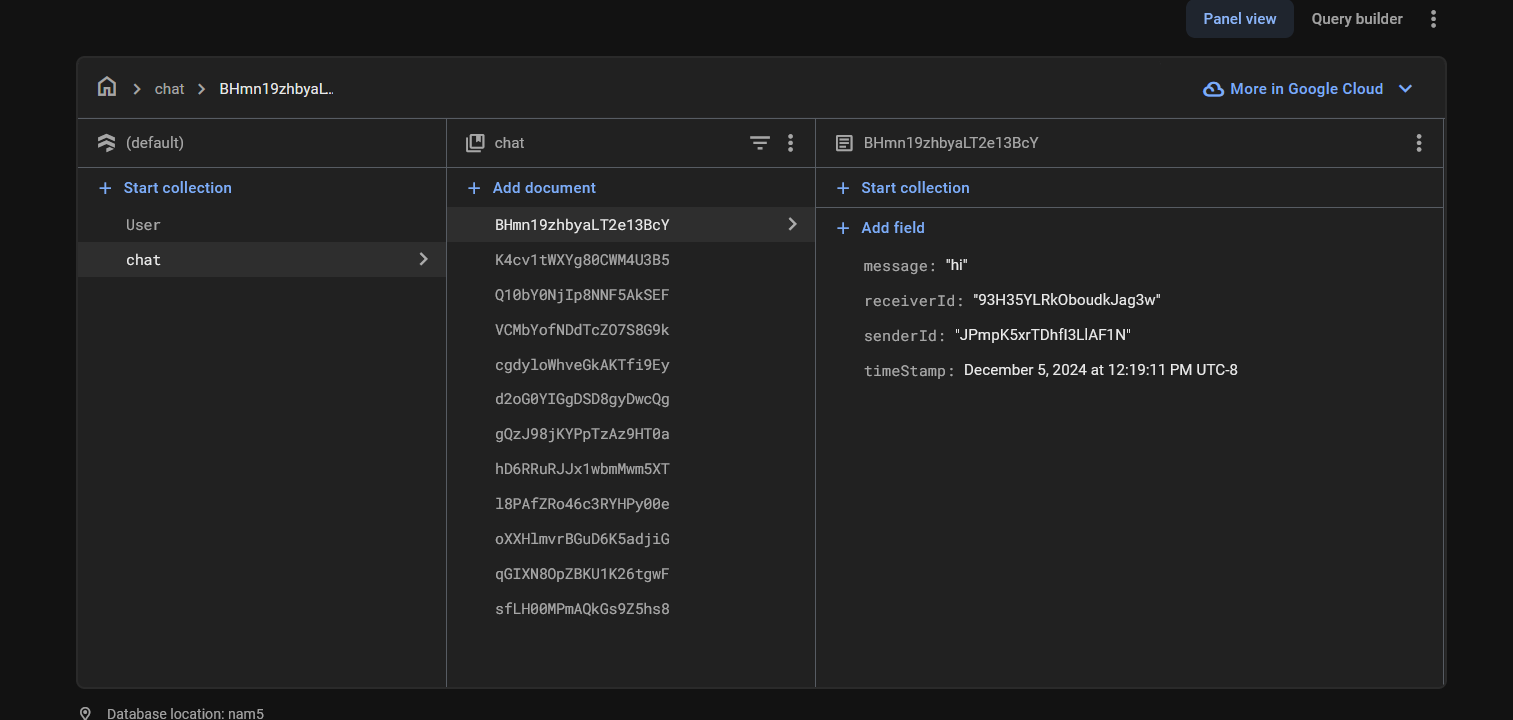 Panel view Query builder
chat BHmn19zhbyaL..
More in Google Cloud
(default)
chat
BHmn19zhbyaLT2e13BcY
Start collection
Add document
Start collection
User
chat
BHmn19zhbyaLT2e13BcY
K4cv1tWXYg80CWM4U3B5
Q10bY0NjIp8NNF5AkSEF
VCMbYofNDdTcZO7S8G9k
cgdyloWhveGkAKTfi9Ey
d2oG0YIGgDSD8gyDwcQg
gQzJ98jKYPpTzAz9HT0a
hD6RRuRJJx1wbmMwm5XT
l8PAfZRo46c3RYHPy00e
oXXHlmvrBGuD6K5adjiG
qGIXN8OpZBKU1K26tgwF
sfLH00MPmAQkGs9Z5hs8
Add field
message: "hi"
receiverId: "93H35YLRkOboudkJag3w"
senderId: "JPmpK5xrTDhfI3LlAF1N"
timeStamp: December 5, 2024 at 12:19:11 PM UTC-8
Database location: nam5